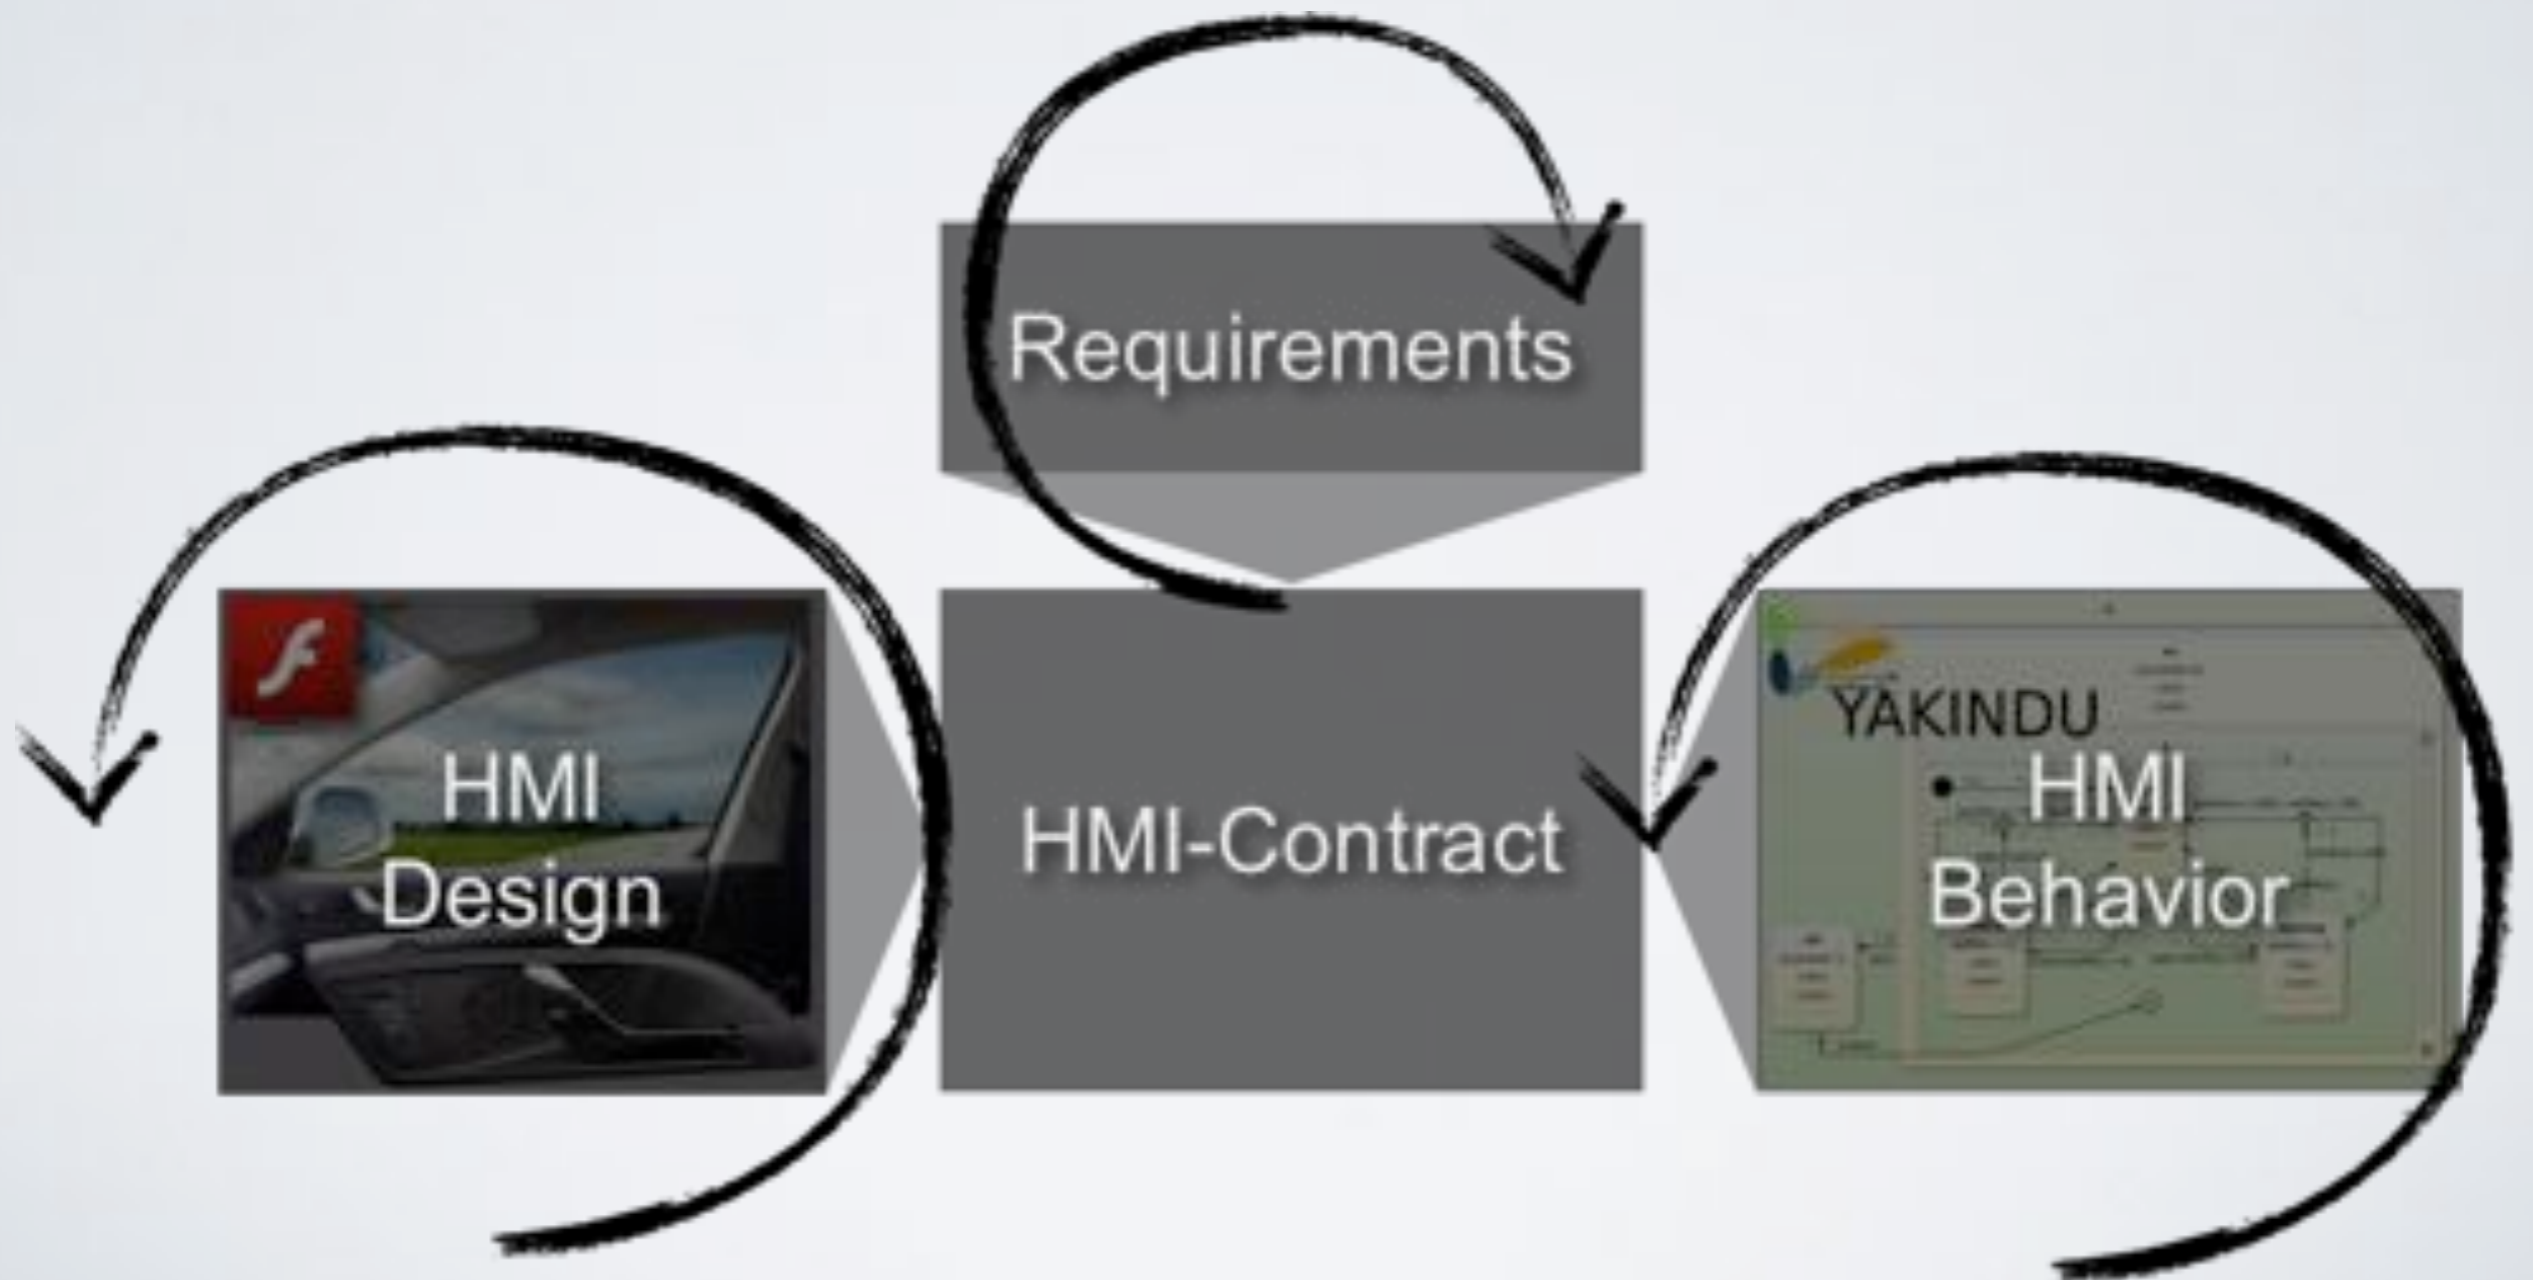 Requirements
HMI
Design
HMI-Contract
YAKINDU
HMI
Behavior